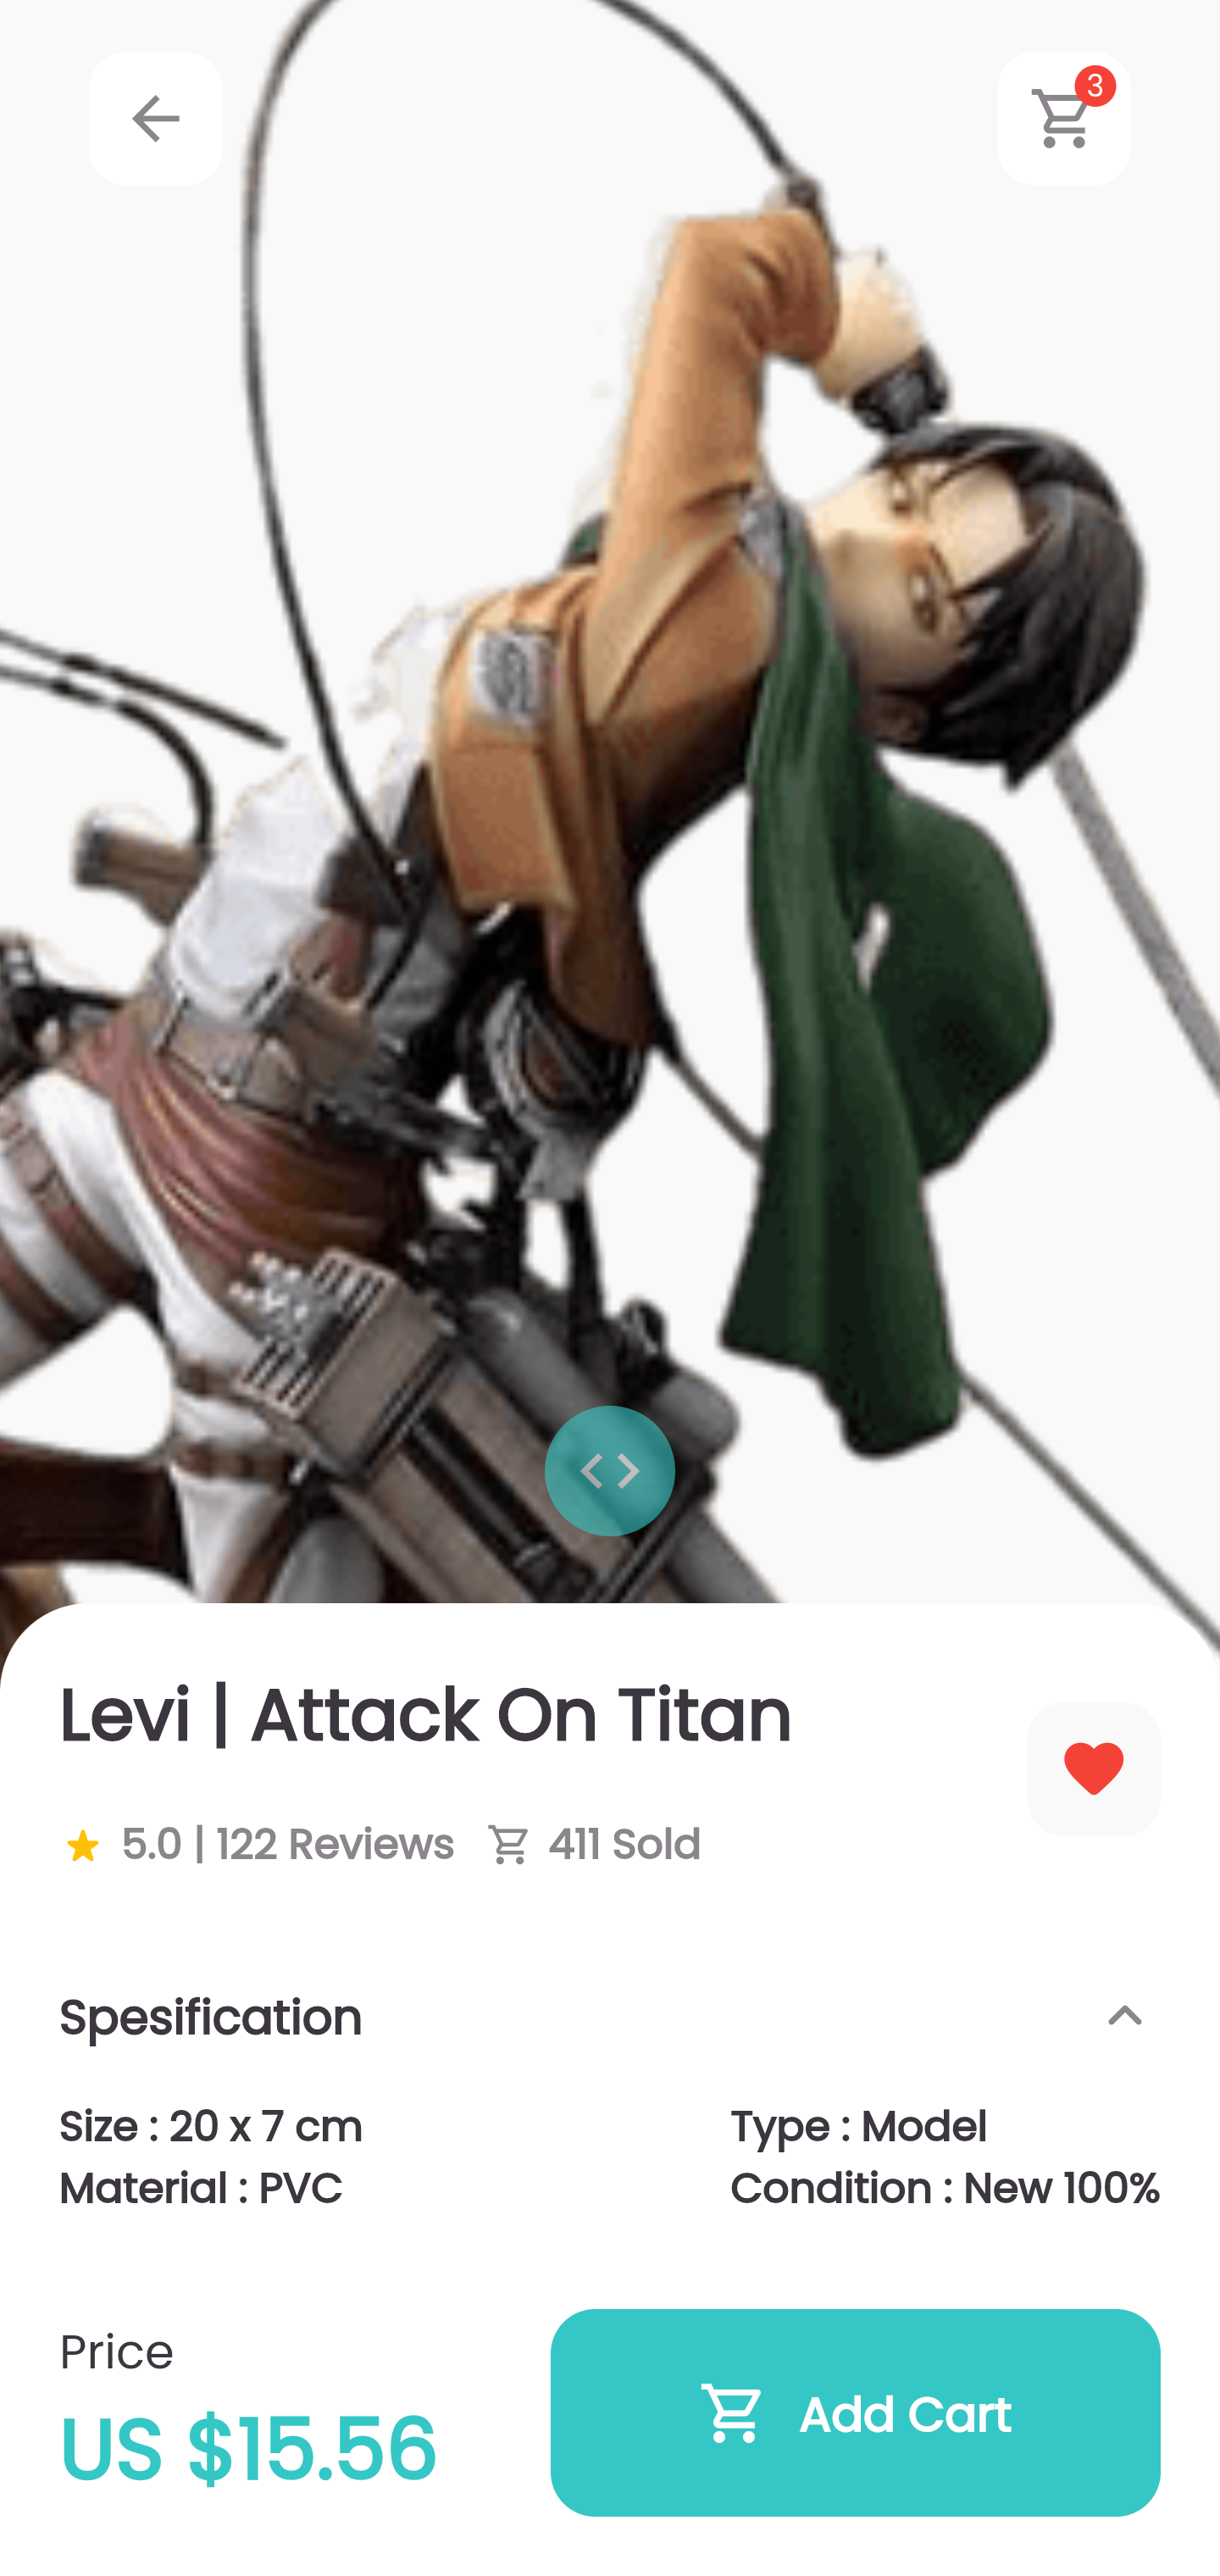 3
Levi | Attack On Titan
5.0 | 122 Reviews 411 Sold
Spesification
Size : 20 x 7 cm Type : Model
Material : PVC Condition : New 100%
Price
US $15.56
Add Cart